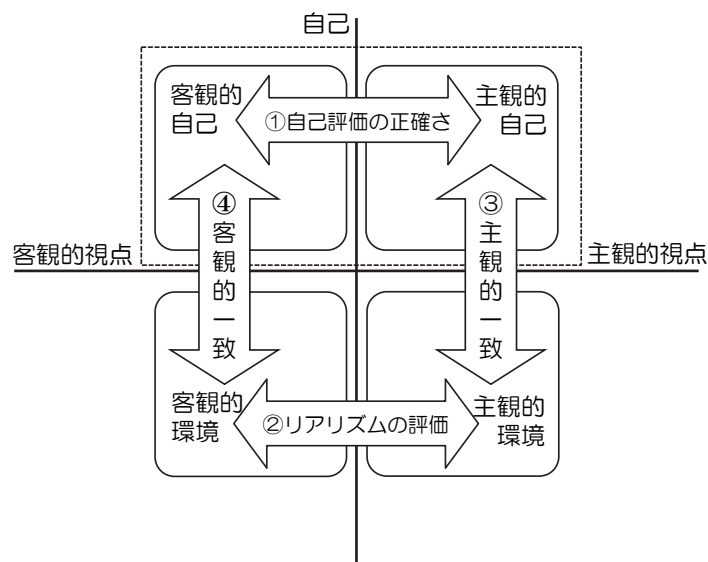 自己
客観的
自己
①自己評価の正確さ
主観的
自己
④客観的一致
③主観的一致
客観的視点
主観的視点
客観的
環境
②リアリズムの評価
主観的
環境